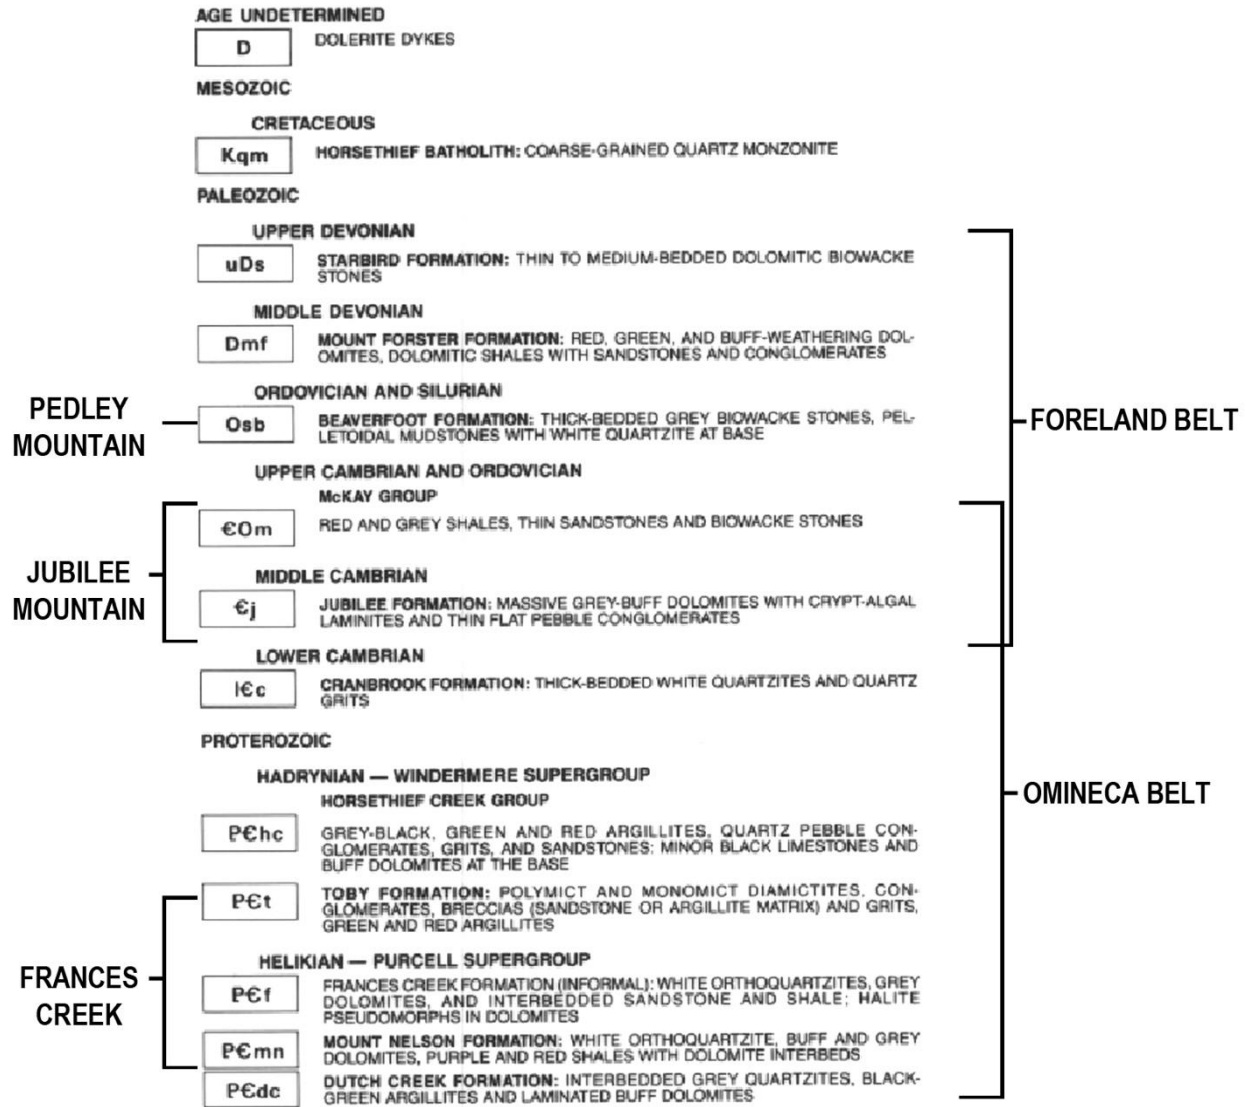 AGE UNDETERMINED
D
DOLERITE DYKES
MESOZOIC
CRETACEOUS
Kqm
HORSETHIEF BATHOLITH: COARSE-GRAINED QUARTZ MONZONITE
PALEOZOIC
UPPER DEVONIAN
uDs
STARBIRD FORMATION: THIN TO MEDIUM-BEDDED DOLOMITIC BIOWACKE
STONES
MIDDLE DEVONIAN
Dmf
MOUNT FORSTER FORMATION: RED, GREEN, AND BUFF-WEATHERING DOL-
OMITES, DOLOMITIC SHALES WITH SANDSTONES AND CONGLOMERATES
ORDOVICIAN AND SILURIAN
PEDLEY
MOUNTAIN
Osb
BEAVERFOOT FORMATION: THICK-BEDDED GREY BIOWACKE STONES, PEL-
LETOIDAL MUDSTONES WITH WHITE QUARTZITE AT BASE
FORELAND BELT
UPPER CAMBRIAN AND ORDOVICIAN
McKAY GROUP
€Om
RED AND GREY SHALES, THIN SANDSTONES AND BIOWACKE STONES
JUBILEE
MOUNTAIN
MIDDLE CAMBRIAN
€j
JUBILEE FORMATION: MASSIVE GREY-BUFF DOLOMITES WITH CRYPT-ALGAL
LAMINITES AND THIN FLAT PEBBLE CONGLOMERATES
LOWER CAMBRIAN
l€c
CRANBROOK FORMATION: THICK-BEDDED WHITE QUARTZITES AND QUARTZ
GRITS
PROTEROZOIC
HADRYNIAN — WINDERMERE SUPERGROUP
OMINECA BELT
HORSETHIEF CREEK GROUP
P€hc
GREY-BLACK, GREEN AND RED ARGILLITES, QUARTZ PEBBLE CON-
GLOMERATES, GRITS, AND SANDSTONES; MINOR BLACK LIMESTONES AND
BUFF DOLOMITES AT THE BASE
P€t
TOBY FORMATION: POLYMICT AND MONOMICT DIAMICTITES, CON-
GLOMERATES, BRECCIAS (SANDSTONE OR ARGILLITE MATRIX) AND GRITS,
GREEN AND RED ARGILLITES
HELIKIAN — PURCELL SUPERGROUP
FRANCES
CREEK
P€f
FRANCES CREEK FORMATION (INFORMAL): WHITE ORTHOQUARTZITES, GREY
DOLOMITES, AND INTERBEDDED SANDSTONE AND SHALE; HALITE
PSEUDOMORPHS IN DOLOMITES
P€mn
MOUNT NELSON FORMATION: WHITE ORTHOQUARTZITE, BUFF AND GREY
DOLOMITES, PURPLE AND RED SHALES WITH DOLOMITE INTERBEDS
P€dc
DUTCH CREEK FORMATION: INTERBEDDED GREY QUARTZITES, BLACK-
GREEN ARGILLITES AND LAMINATED BUFF DOLOMITES